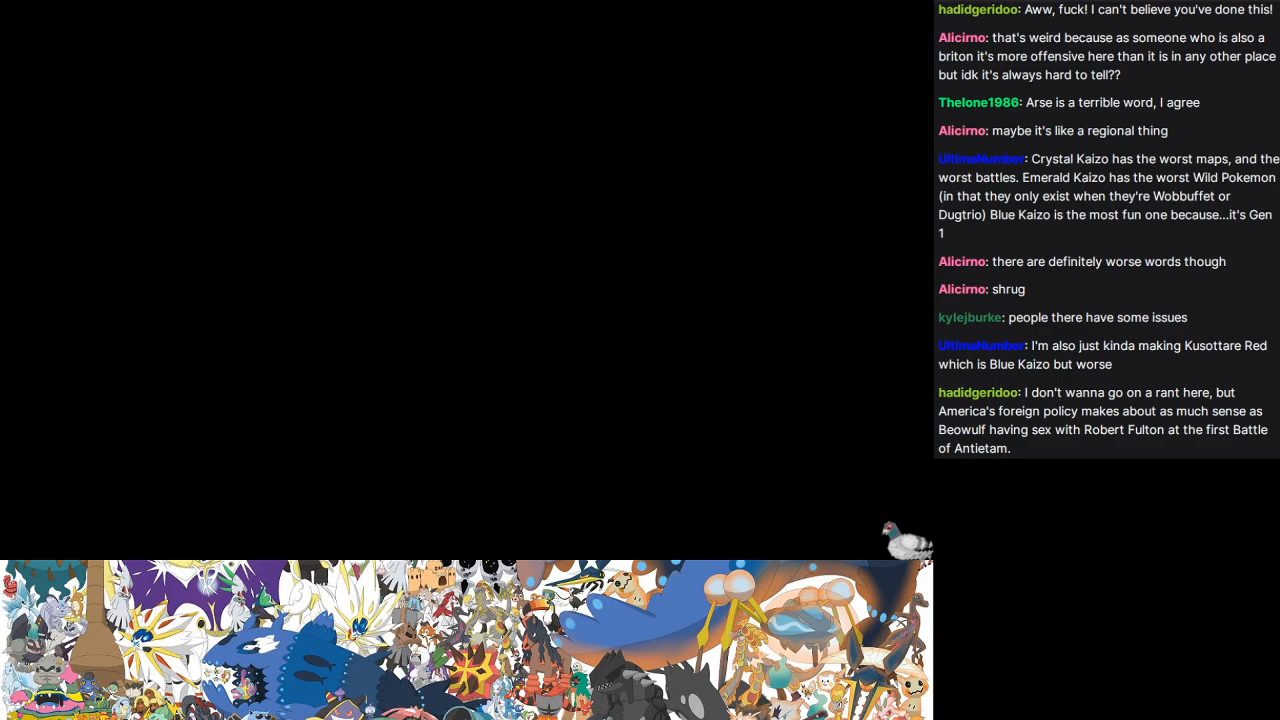 hadidgeridoo: Aww, fuck! I can't believe you've done this!
Alicirno: that's weird because as someone who is also a
briton it's more offensive here than it is in any other place
but idk it's always hard to tell??
Thelone1986: Arse is a terrible word, I agree
Alicirno: maybe it's like a regional thing
UltimaNumber: Crystal Kaizo has the worst maps, and the
worst battles. Emerald Kaizo has the worst Wild Pokemon
(in that they only exist when they're Wobbuffet or
Dugtrio) Blue Kaizo is the most fun one because...it's Gen
1
Alicirno: there are definitely worse words though
Alicirno: shrug
kylejburke: people there have some issues
UltimaNumber: I'm also just kinda making Kusottare Red
which is Blue Kaizo but worse
hadidgeridoo: I don't wanna go on a rant here, but
America's foreign policy makes about as much sense as
Beowulf having sex with Robert Fulton at the first Battle
of Antietam.